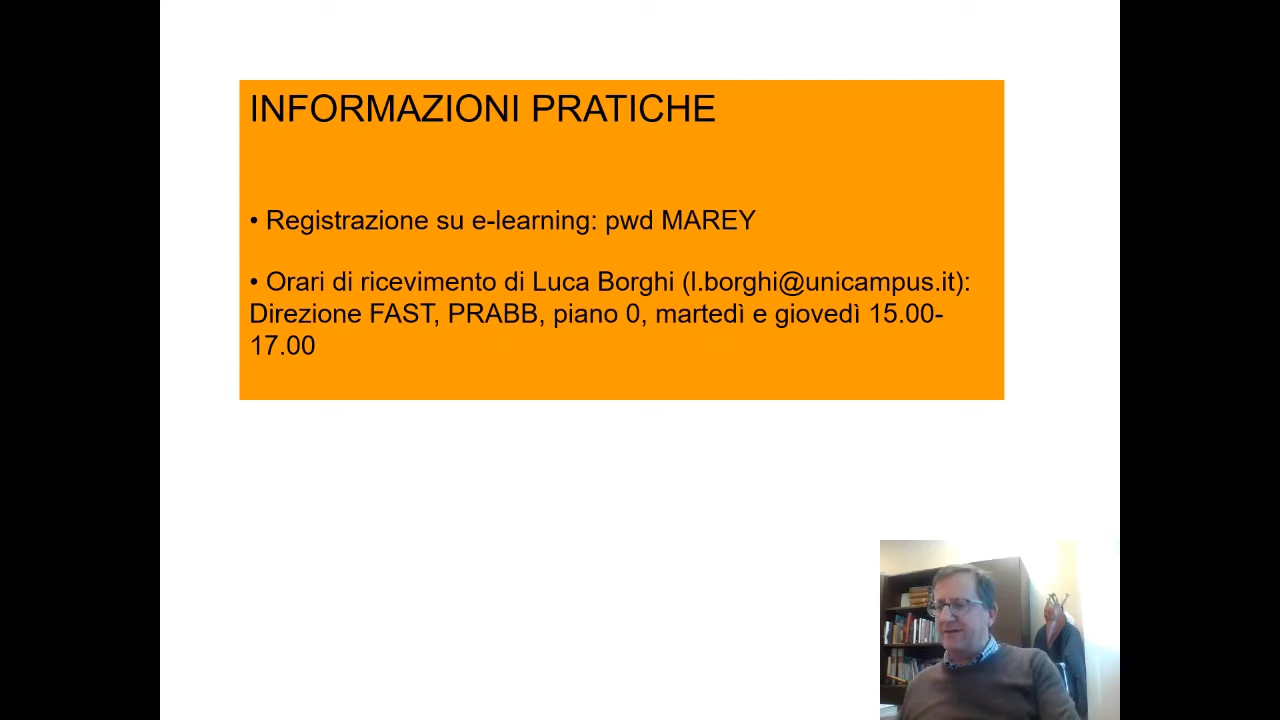 INFORMAZIONI PRATICHE
• Registrazione su e-learning: pwd MAREY
• Orari di ricevimento di Luca Borghi (l.borghi@unicampus.it):
Direzione FAST, PRABB, piano 0, martedì e giovedì 15.00-
17.00